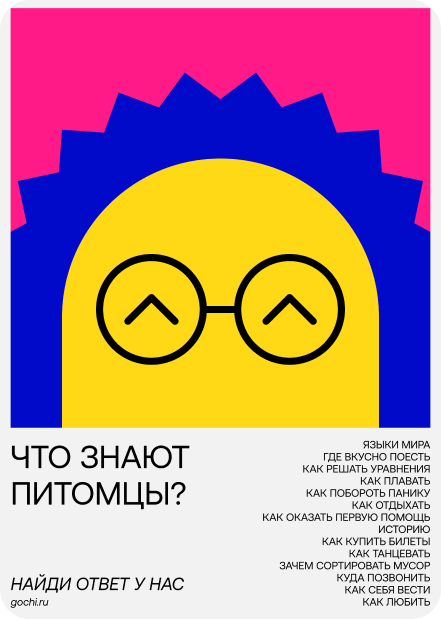 ЧТО ЗНАЮТ
ПИТОМЦЫ?
ЯЗЫКИ МИРА
ГДЕ ВКУСНО ПОЕСТЬ
КАК РЕШАТЬ УРАВНЕНИЯ
КАК ПЛАВАТЬ
КАК ПОБОРОТЬ ПАНИКУ
КАК ОТДЫХАТЬ
КАК ОКАЗАТЬ ПЕРВУЮ ПОМОЩЬ
ИСТОРИЮ
КАК КУПИТЬ БИЛЕТЫ
КАК ТАНЦЕВАТЬ
ЗАЧЕМ СОРТИРОВАТЬ МУСОР
КУДА ПОЗВОНИТЬ
КАК СЕБЯ ВЕСТИ
КАК ЛЮБИТЬ
НАЙДИ ОТВЕТ У НАС
gochi.ru